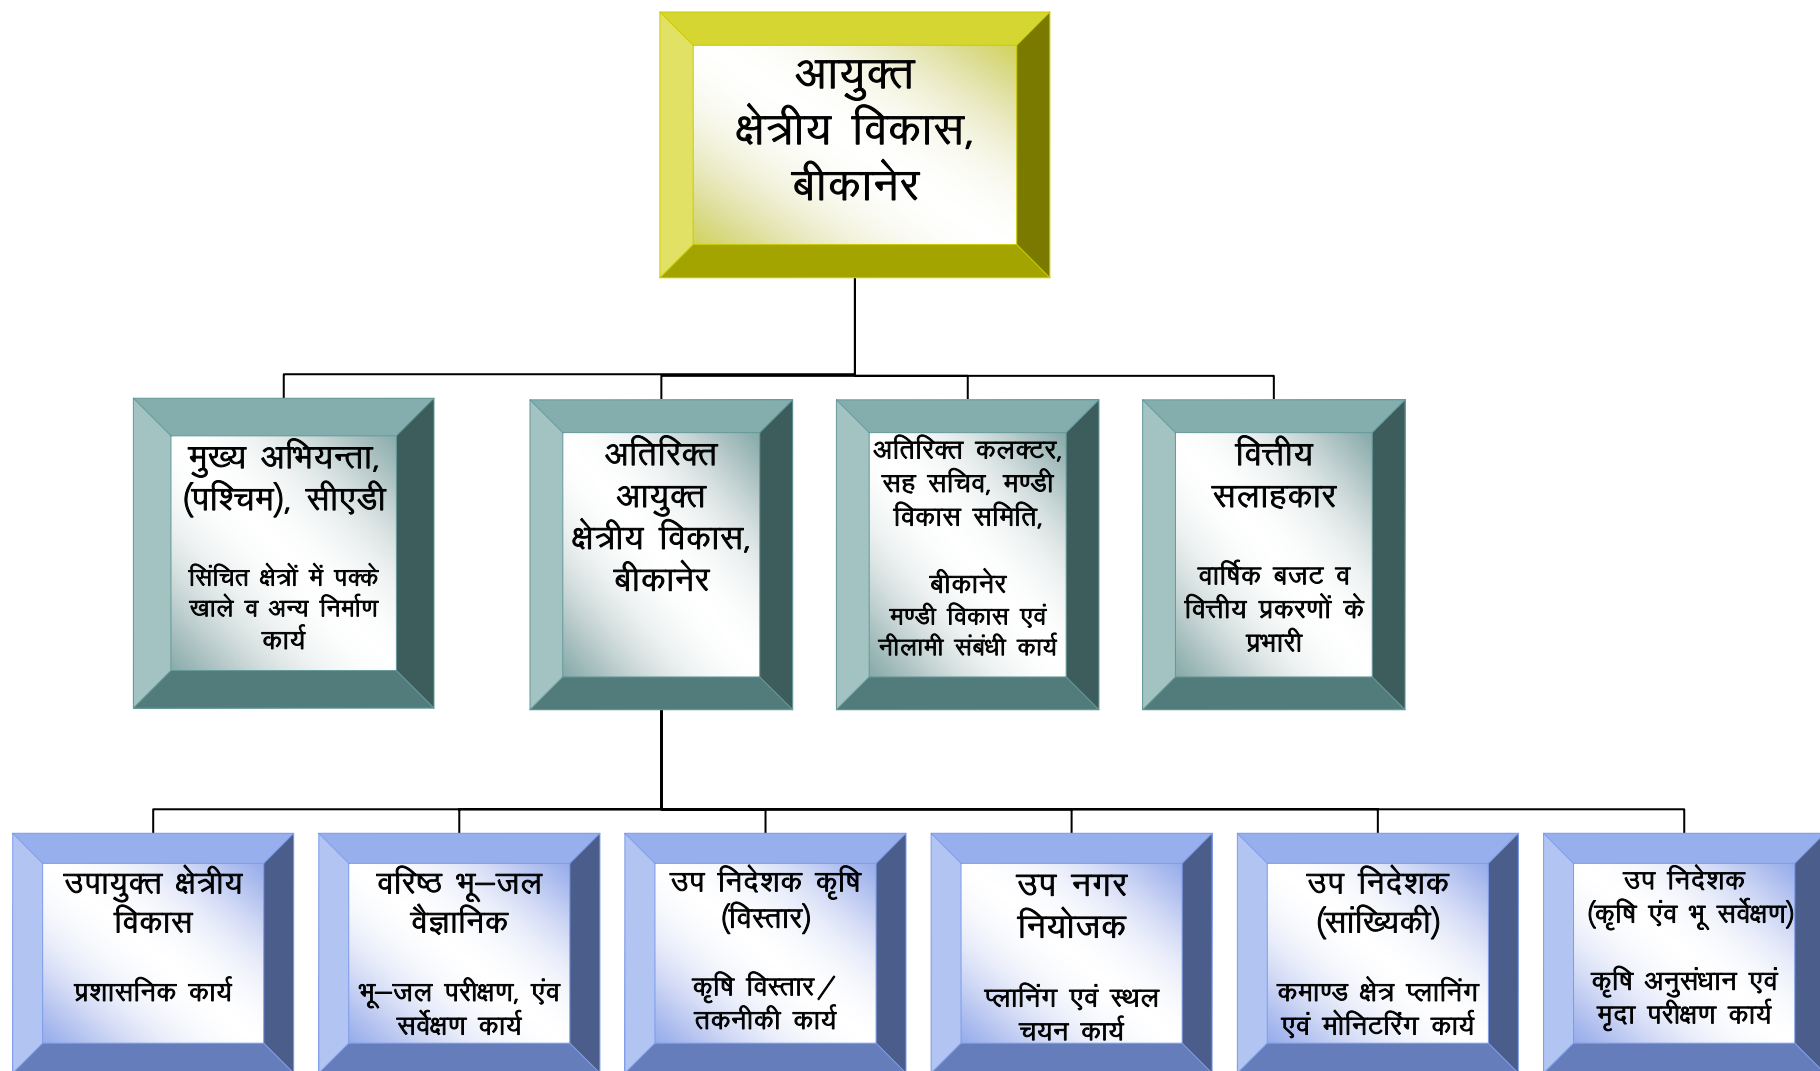 आयुक्त
क्षेत्रीय विकास,
बीकानेर
मुख्य अभियन्ता,
(पश्चिम), सीएडी
सिंचित क्षेत्रों में पक्के
खाले व अन्य निर्माण
कार्य
अतिरिक्त
आयुक्त
क्षेत्रीय विकास,
बीकानेर
अतिरिक्त कलक्टर,
सह सचिव, मण्डी
विकास समिति,
बीकानेर
मण्डी विकास एवं
नीलामी संबंधी कार्य
वित्तीय
सलाहकार
वार्षिक बजट व
वित्तीय प्रकरणों के
प्रभारी
उपायुक्त क्षेत्रीय
विकास
प्रशासनिक कार्य
वरिष्ठ भू–जल
वैज्ञानिक
भू–जल परीक्षण, एंव
सर्वेक्षण कार्य
उप निदेशक कृषि
(विस्तार)
कृषि विस्तार/
तकनीकी कार्य
उप नगर
नियोजक
प्लानिंग एवं स्थल
चयन कार्य
उप निदेशक
(सांख्यिकी)
कमाण्ड क्षेत्र प्लानिंग
एवं मोनिटरिंग कार्य
उप निदेशक
(कृषि एंव भू सर्वेक्षण)
कृषि अनुसंधान एवं
मृदा परीक्षण कार्य